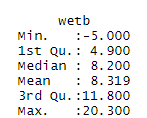 wetb
Min. :-5.000
1st Qu.: 4.900
Median : 8.200
Mean : 8.319
3rd Qu.:11.800
Max. :20.300